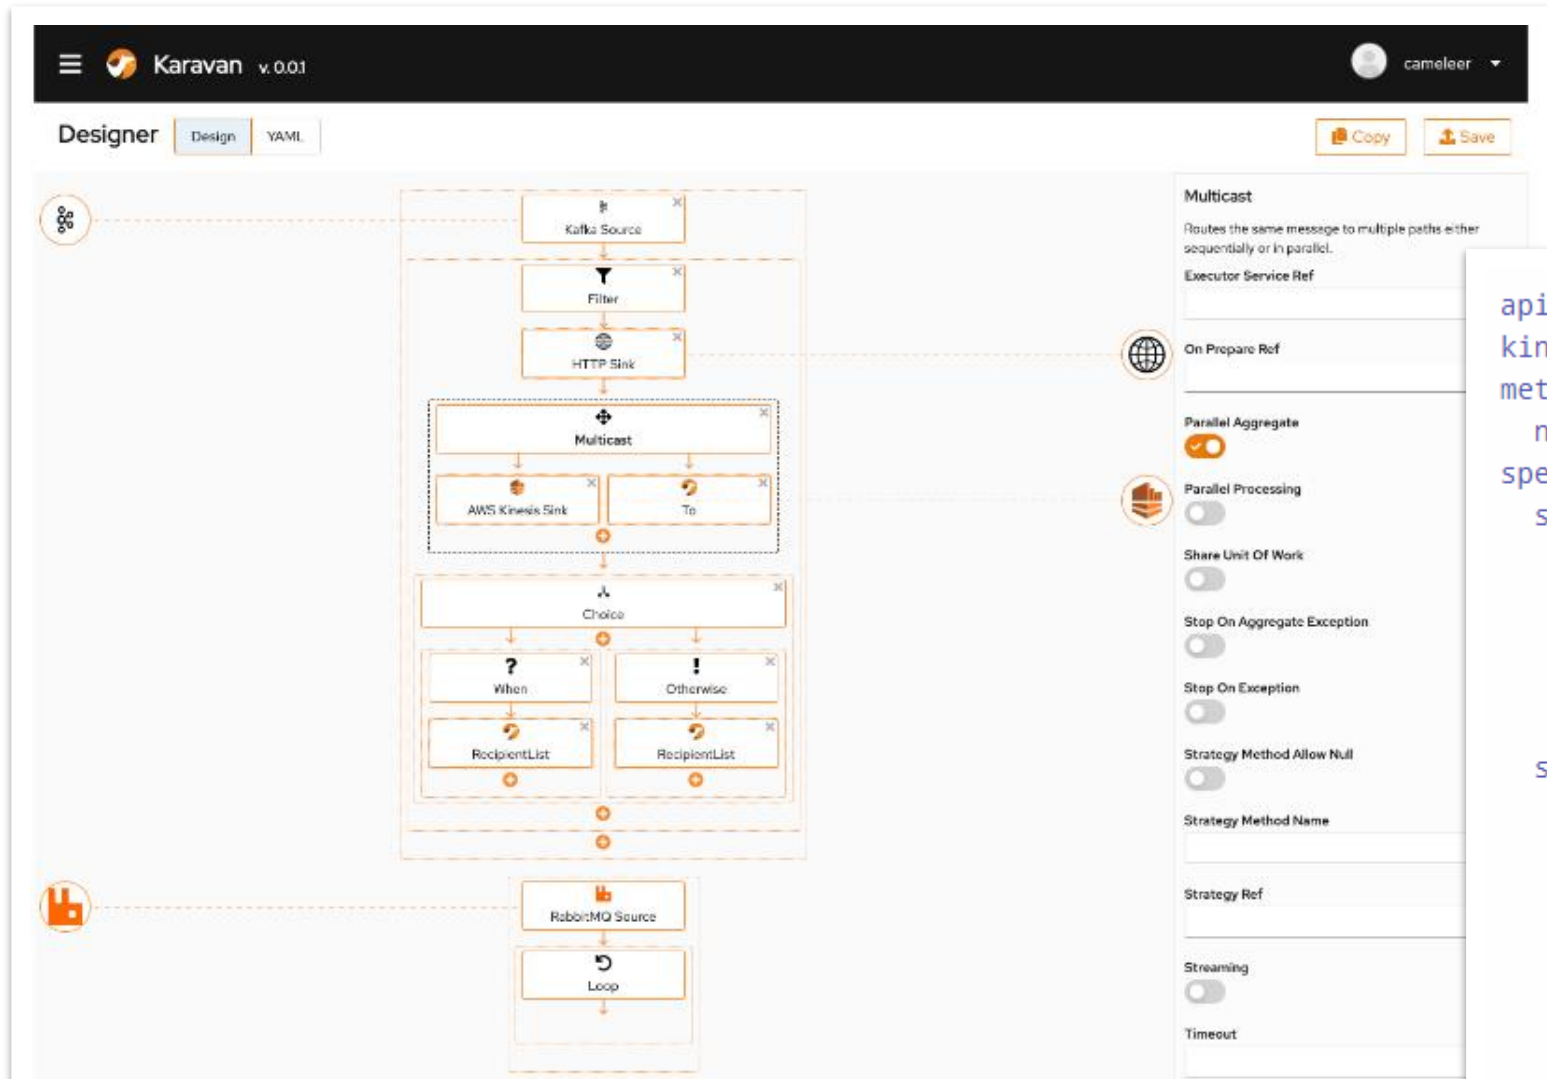 Karavan v. 0.0.1
cameleer
Designer
Design
YAML
Copy
Save
Kafka Source
Filter
HTTP Sink
Multicast
AWS Kinesis Sink
To
Choice
When
Otherwise
RecipientList
RecipientList
RabbitMQ Source
Loop
Multicast
Routes the same message to multiple paths either
sequentially or in parallel.
Executor Service Ref
On Prepare Ref
Parallel Aggregate
Parallel Processing
Share Unit Of Work
Stop On Aggregate Exception
Stop On Exception
Strategy Method Allow Null
Strategy Method Name
Strategy Ref
Streaming
Timeout
api
kin
met
n
spe
s
s